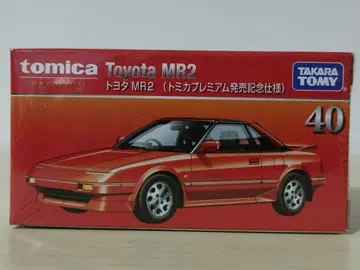 tomica
PREMIUM
Toyota MR2
トヨタ MR2 (トミカプレミアム発売記念仕様)
TAKARA
TOMY
40